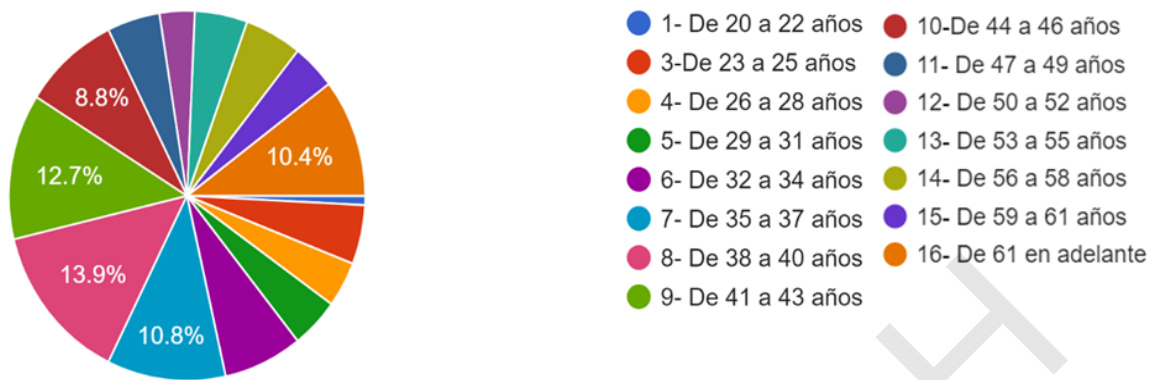 8.8%
12.7%
13.9%
10.8%
10.4%
1- De 20 a 22 años
3-De 23 a 25 años
4- De 26 a 28 años
5- De 29 a 31 años
6- De 32 a 34 años
7- De 35 a 37 años
8- De 38 a 40 años
9- De 41 a 43 años
10-De 44 a 46 años
11- De 47 a 49 años
12- De 50 a 52 años
13- De 53 a 55 años
14- De 56 a 58 años
15- De 59 a 61 años
16- De 61 en adelante